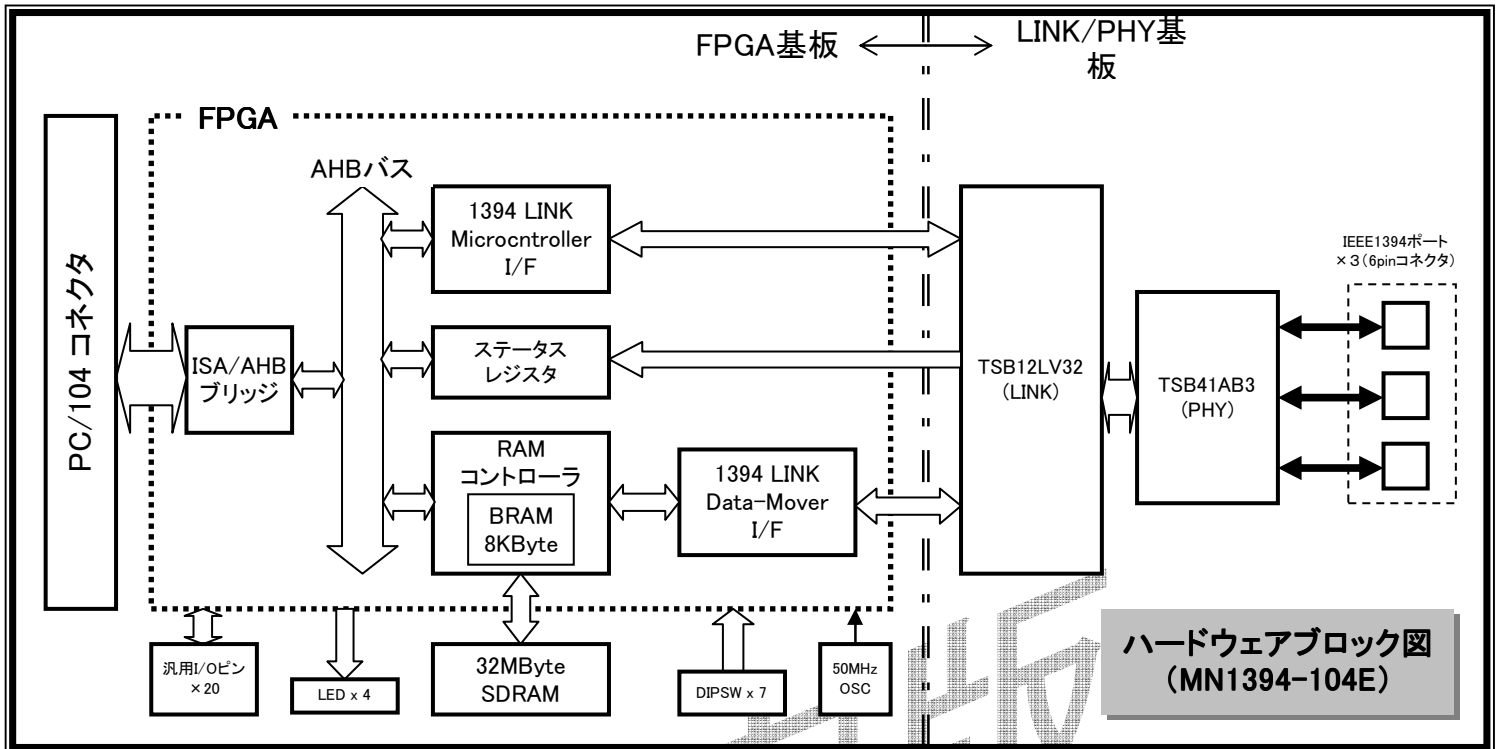 FPGA基板
LINK/PHY基
板
FPGA
AHBバス
PC/104 コネクタ
ISA/AHB
ブリッジ
1394 LINK
Microcntroller
I/F
ステータス
レジスタ
RAM
コントローラ
BRAM
8KByte
1394 LINK
Data-Mover
I/F
TSB12LV32
(LINK)
TSB41AB3
(PHY)
IEEE1394ポート
×3(6pinコネクタ)
汎用I/Oピン
×20
LED x 4
32MByte
SDRAM
DIPSW x 7
50MHz
OSC
ハードウェアブロック図
(MN1394-104E)